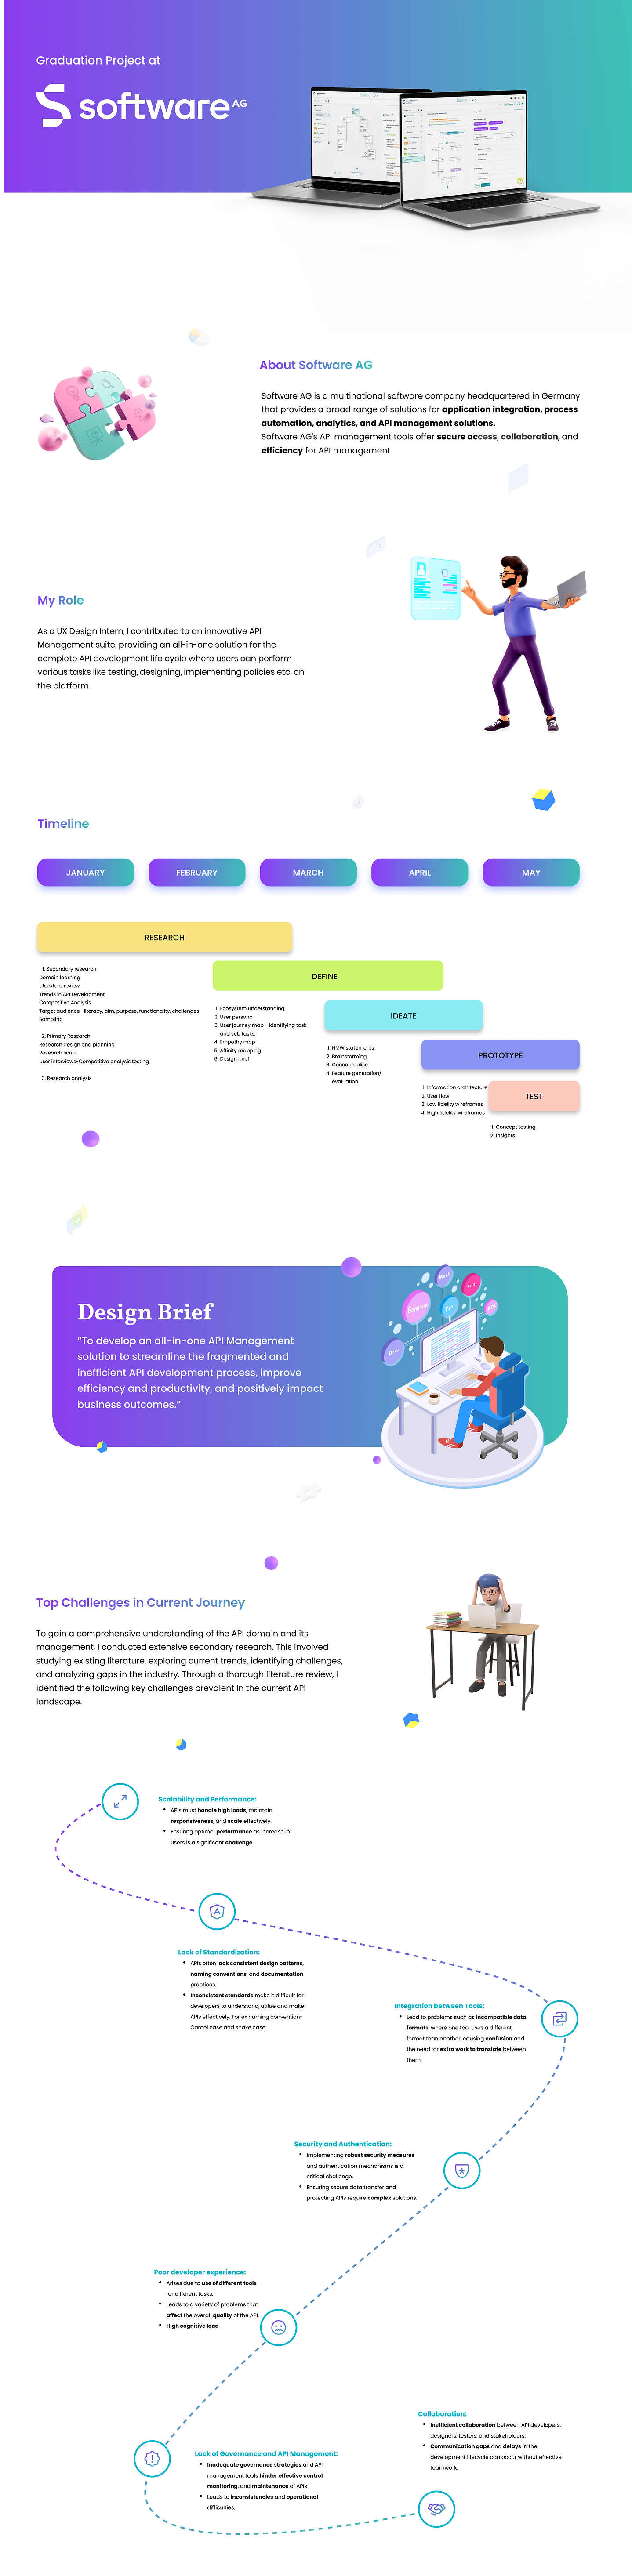 Graduation Project at
software AG
About Software AG
Software AG is a multinational software company headquartered in Germany
that provides a broad range of solutions for application integration, process
automation, analytics, and API management solutions.
Software AG's API management tools offer secure access, collaboration, and
efficiency for API management
My Role
As a UX Design Intern, I contributed to an innovative API
Management suite, providing an all-in-one solution for the
complete API development life cycle where users can perform
various tasks like testing, designing, implementing policies etc. on
the platform.
Timeline
JANUARY
FEBRUARY
MARCH
APRIL
MAY
RESEARCH
1. Secondary research
Domain learning
Literature review
Trends in API Development
Competitive Analysis
Target audience- literacy, aim, purpose, functionality, challenges
Sampling
2. Primary Research
Research design and planning
Research script
User interviews-Competitive analysis testing
3. Research analysis
DEFINE
1. Ecosystem understanding
2. User persona
3. User journey map - identifying task
and sub tasks.
4. Empathy map
5. Affinity mapping
6. Design brief
IDEATE
1. HMW statements
2. Brainstorming
3. Conceptualise
4. Feature generation/
evaluation
PROTOTYPE
1. Information architecture
2. User flow
3. Low fidelity wireframes
4. High fidelity wireframes
TEST
1. Concept testing
2. Insights
Design Brief
“To develop an all-in-one API Management
solution to streamline the fragmented and
inefficient API development process, improve
efficiency and productivity, and positively impact
business outcomes.”
Top Challenges in Current Journey
To gain a comprehensive understanding of the API domain and its
management, I conducted extensive secondary research. This involved
studying existing literature, exploring current trends, identifying challenges,
and analyzing gaps in the industry. Through a thorough literature review, I
identified the following key challenges prevalent in the current API
landscape.
Scalability and Performance:
• APIs must handle high loads, maintain
responsiveness, and scale effectively.
• Ensuring optimal performance as increase in
users is a significant challenge.
Lack of Standardization:
• APIs often lack consistent design patterns,
naming conventions, and documentation
practices.
• Inconsistent standards make it difficult for
developers to understand, utilize and make
APIs effectively. For ex naming convention-
Camel case and snake case.
Integration between Tools:
• Lead to problems such as incompatible data
formats, where one tool uses a different
format than another, causing confusion and
the need for extra work to translate between
them.
Security and Authentication:
• Implementing robust security measures
and authentication mechanisms is a
critical challenge.
• Ensuring secure data transfer and
protecting APIs require complex solutions.
Poor developer experience:
• Arises due to use of different tools
for different tasks.
• Leads to a variety of problems that
affect the overall quality of the API.
• High cognitive load
Collaboration:
• Inefficient collaboration between API developers,
designers, testers, and stakeholders.
• Communication gaps and delays in the
development lifecycle can occur without effective
teamwork.
Lack of Governance and API Management:
• Inadequate governance strategies and API
management tools hinder effective control,
monitoring, and maintenance of APIs
• Leads to inconsistencies and operational
difficulties.